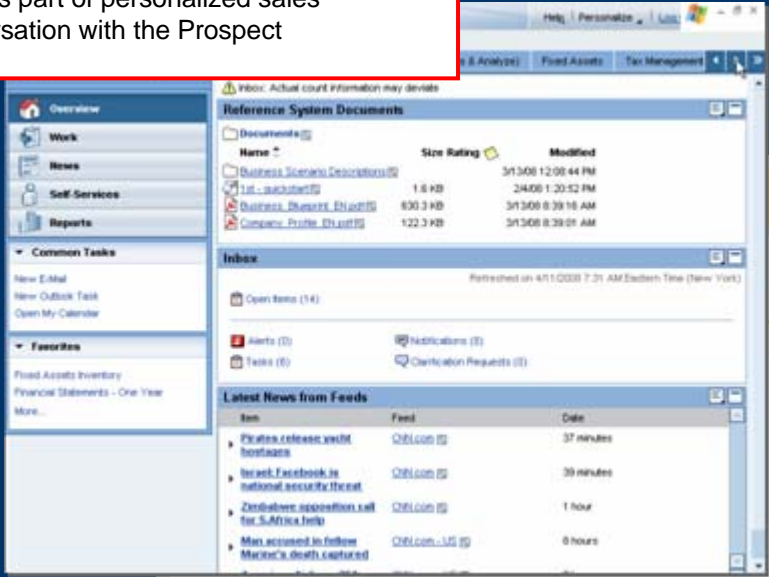 s part of personalized sales
rsation with the Prospect
Help Personalize
s & Analyze) Fixed Assets Tax Management
Inbox: Actual count information may deviate
Overview
Work
News
Self-Services
Reports
Common Tasks
New E-Mail
New Outlook Task
Open My Calendar
Favorites
Fixed Assets Inventory
Financial Statements - One Year
More...
Reference System Documents
Documents
Name Size Rating Modified
Business Scenario Descriptions 3/13/08 12:08:44 PM
1st - quickstart 1.6 KB 2/4/08 1:20:52 PM
Business_Blueprint_EN.pdf 630.3 KB 3/13/08 8:39:16 AM
Company_Profile_EN.pdf 122.3 KB 3/13/08 8:39:01 AM
Inbox
Refreshed on 4/11/2008 7:31 AM Eastern Time (New York)
Open Items (14)
Alerts (0) Notifications (8)
Tasks (6) Clarification Requests (0)
Latest News from Feeds
Item Feed Date
Pirates release yacht CNN.com 37 minutes
hostages
Israel: Facebook is CNN.com 39 minutes
national security threat
Zimbabwe opposition call CNN.com 1 hour
for S.Africa help
Man accused in fellow CNN.com - US 8 hours
Marine's death captured